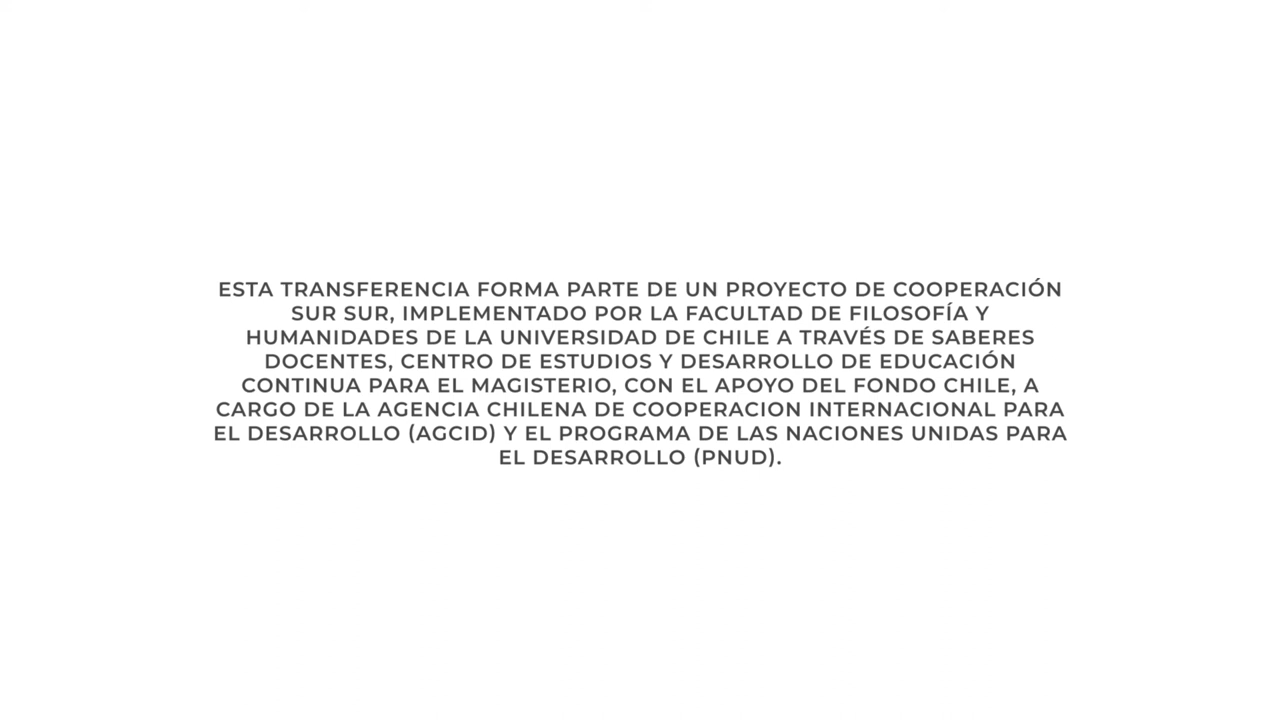 ESTA TRANSFERENCIA FORMA PARTE DE UN PROYECTO DE COOPERACIÓN
SUR SUR, IMPLEMENTADO POR LA FACULTAD DE FILOSOFÍA Y
HUMANIDADES DE LA UNIVERSIDAD DE CHILE A TRAVÉS DE SABERES
DOCENTES, CENTRO DE ESTUDIOS Y DESARROLLO DE EDUCACIÓN
CONTINUA PARA EL MAGISTERIO, CON EL APOYO DEL FONDO CHILE, A
CARGO DE LA AGENCIA CHILENA DE COOPERACION INTERNACIONAL PARA
EL DESARROLLO (AGCID) Y EL PROGRAMA DE LAS NACIONES UNIDAS PARA
EL DESARROLLO (PNUD).